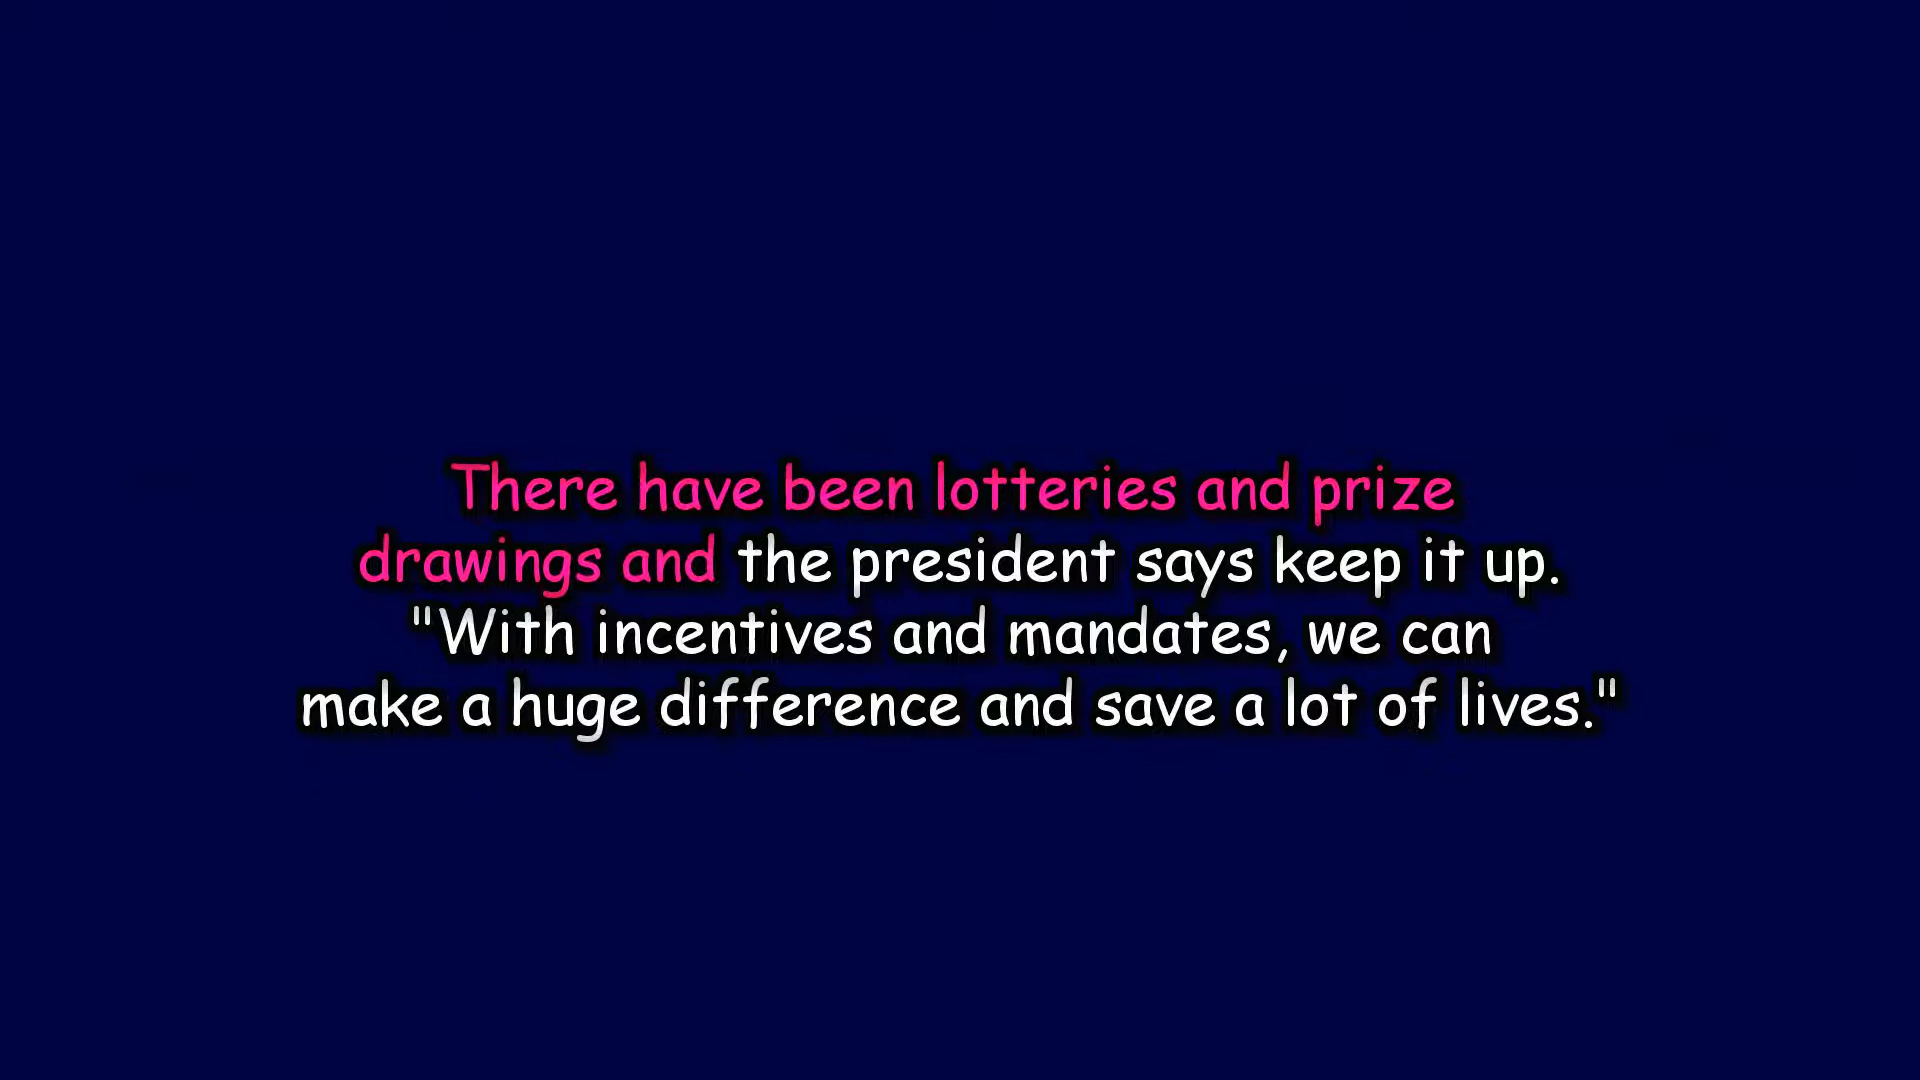 There have been lotteries and prize
drawings and the president says keep it up.
"With incentives and mandates, we can
make a huge difference and save a lot of lives."